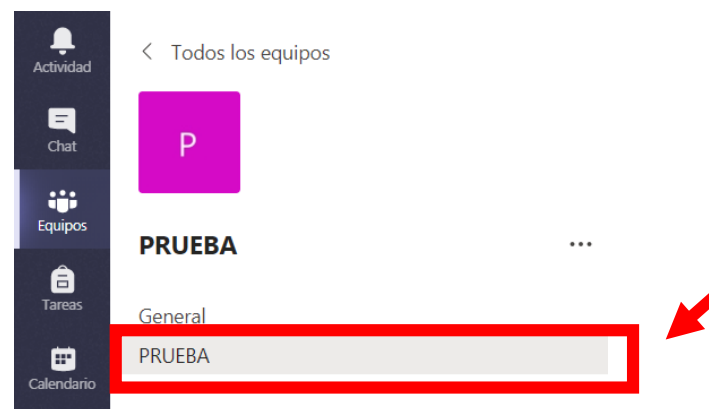 Actividad
Chat
Equipos
Tareas
Calendario
< Todos los equipos
P
PRUEBA ...
General
PRUEBA